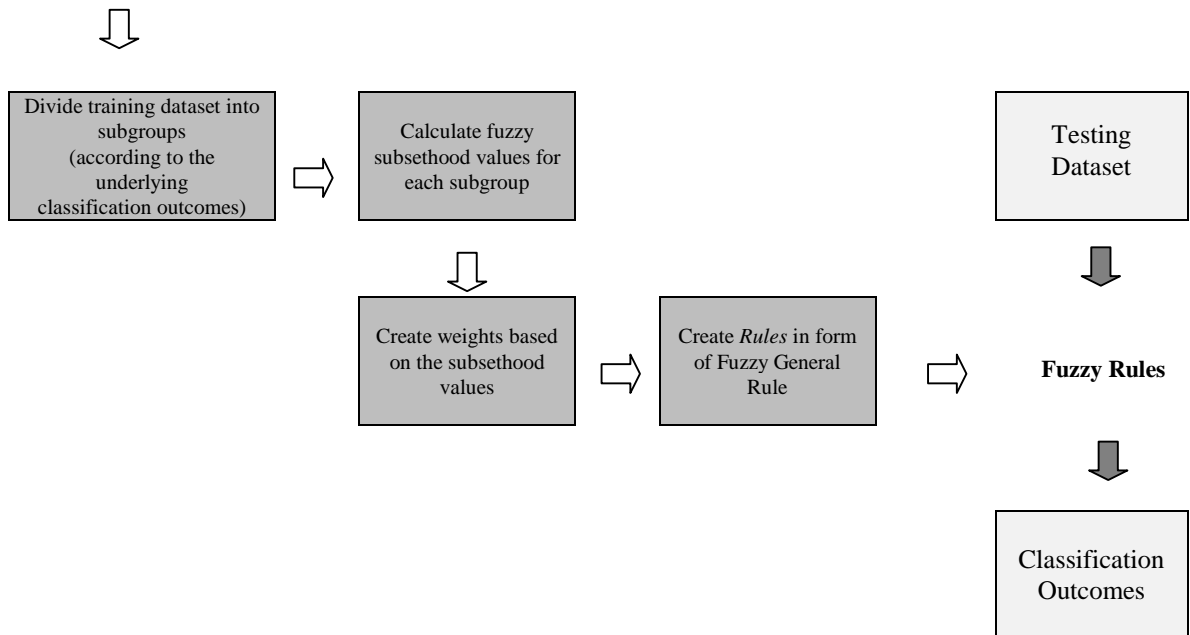 Divide training dataset into
subgroups
(according to the
underlying
classification outcomes)
Calculate fuzzy
subsethood values for
each subgroup
Testing
Dataset
Create weights based
on the subsethood
values
Create Rules in form
of Fuzzy General
Rule
Fuzzy Rules
Classification
Outcomes